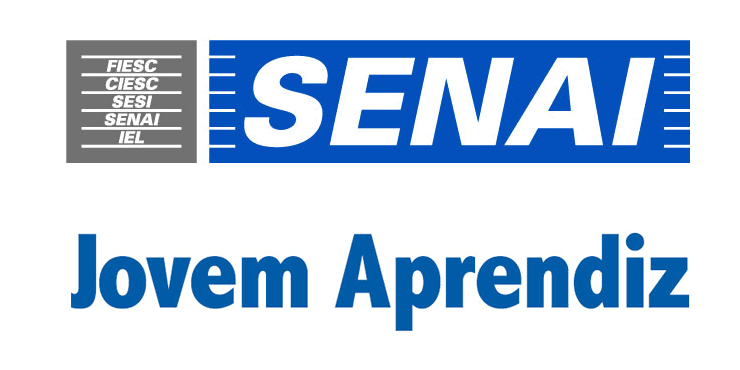 FIESC
CIESC
SESI
SENAI
IEL
SENAI
Jovem Aprendiz